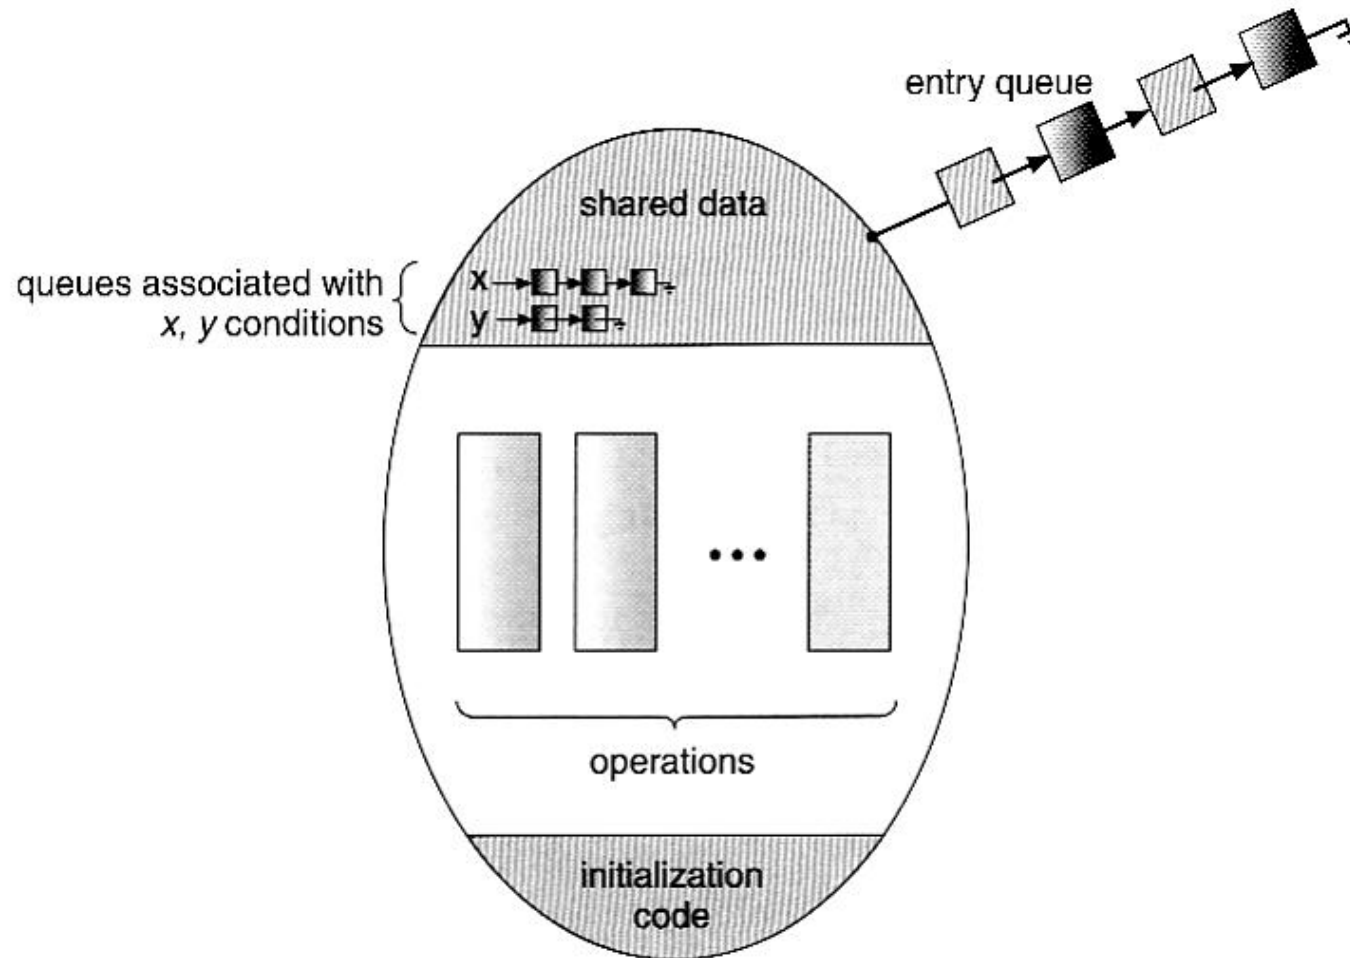 entry queue
shared data
queues associated with
x, y conditions
x
y
operations
initialization
code